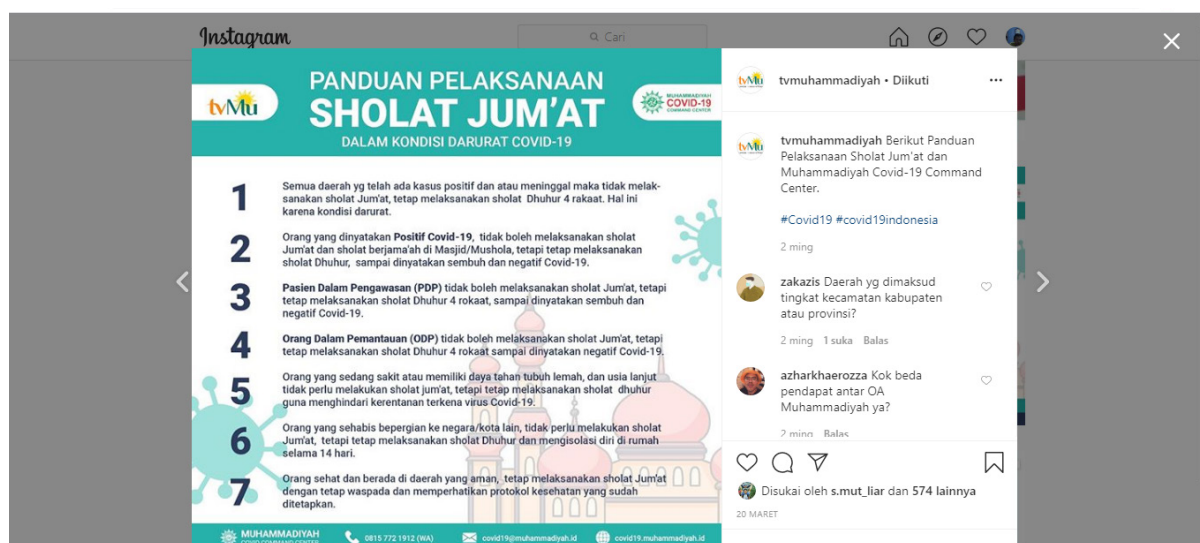 Instagram
Cari
PANDUAN PELAKSANAAN
SHOLAT JUM'AT
DALAM KONDISI DARURAT COVID-19
tvMu
MUHAMMADIYAH
COVID-19
COMMAND CENTER
1
Semua daerah yg telah ada kasus positif dan atau meninggal maka tidak melak-
sanakan sholat Jum'at, tetap melaksanakan sholat Dhuhur 4 rakaat. Hal ini
karena kondisi darurat.
2
Orang yang dinyatakan Positif Covid-19, tidak boleh melaksanakan sholat
Jum'at dan sholat berjama'ah di Masjid/Mushola, tetapi tetap melaksanakan
sholat Dhuhur, sampai dinyatakan sembuh dan negatif Covid-19.
3
Pasien Dalam Pengawasan (PDP) tidak boleh melaksanakan sholat Jum'at, tetapi
tetap melaksanakan sholat Dhuhur 4 rokaat, sampai dinyatakan sembuh dan
negatif Covid-19.
4
Orang Dalam Pemantauan (ODP) tidak boleh melaksanakan sholat Jum'at, tetapi
tetap melaksanakan sholat Dhuhur 4 rokaat sampai dinyatakan negatif Covid-19.
5
Orang yang sedang sakit atau memiliki daya tahan tubuh lemah, dan usia lanjut
tidak perlu melakukan sholat jum'at, tetapi tetap melaksanakan sholat dhuhur
guna menghindari kerentanan terkena virus Covid-19.
6
Orang yang sehabis bepergian ke negara/kota lain, tidak perlu melakukan sholat
Jum'at, tetapi tetap melaksanakan sholat Dhuhur dan mengisolasi diri di rumah
selama 14 hari.
7
Orang sehat dan berada di daerah yang aman, tetap melaksanakan sholat Jum'at
dengan tetap waspada dan memperhatikan protokol kesehatan yang sudah
ditetapkan.
MUHAMMADIYAH
COVID COMMAND CENTER
0815 772 1912 (WA)
covid19@muhammadiyah.id
covid19.muhammadiyah.id
tvMu
tvmuhammadiyah • Diikuti
tvMu
tvmuhammadiyah Berikut Panduan
Pelaksanaan Sholat Jum'at dan
Muhammadiyah Covid-19 Command
Center.
#Covid19 #covid19indonesia
2 ming
zakazis Daerah yg dimaksud
tingkat kecamatan kabupaten
atau provinsi?
2 ming 1 suka Balas
azharkhaerozza Kok beda
pendapat antar OA
Muhammadiyah ya?
2 ming Balas
Disukai oleh s.mut_liar dan 574 lainnya
20 MARET